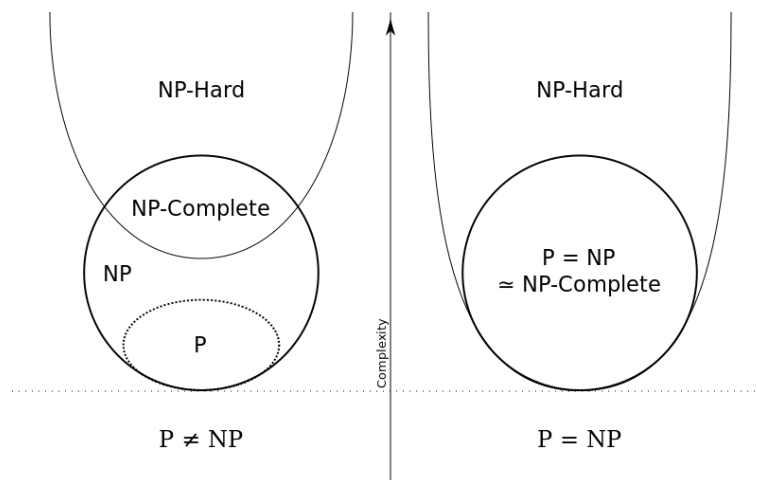 NP-Hard
NP-Complete
NP
P
P ≠ NP
Complexity
NP-Hard
P = NP
≃ NP-Complete
P = NP